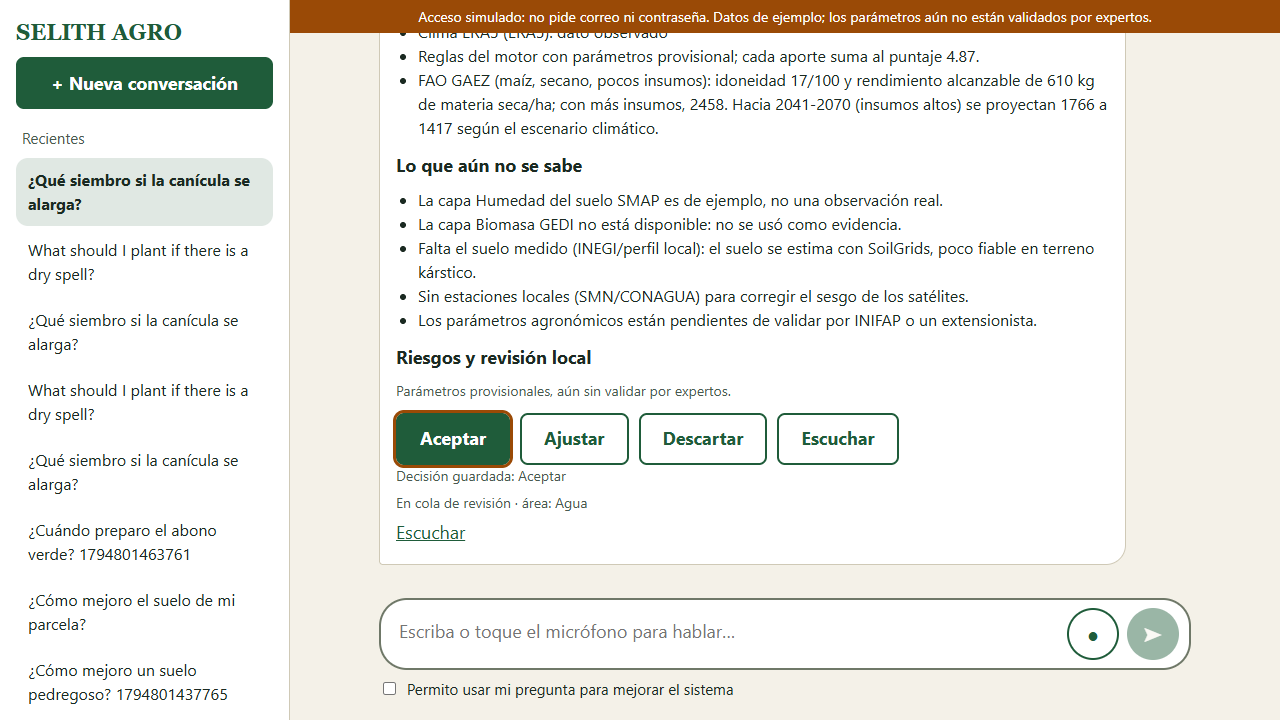 SELITH AGRO
+ Nueva conversación
Recientes
¿Qué siembro si la canícula se
alarga?
What should I plant if there is a
dry spell?
¿Qué siembro si la canícula se
alarga?
What should I plant if there is a
dry spell?
¿Qué siembro si la canícula se
alarga?
¿Cuándo preparo el abono
verde? 1794801463761
¿Cómo mejoro el suelo de mi
parcela?
¿Cómo mejoro un suelo
pedregoso? 1794801437765
Acceso simulado: no pide correo ni contraseña. Datos de ejemplo; los parámetros aún no están validados por expertos.
Clima ERA5 (ERA5): dato observado
Reglas del motor con parámetros provisional; cada aporte suma al puntaje 4.87.
FAO GAEZ (maíz, secano, pocos insumos): idoneidad 17/100 y rendimiento alcanzable de 610 kg
de materia seca/ha; con más insumos, 2458. Hacia 2041-2070 (insumos altos) se proyectan 1766 a
1417 según el escenario climático.
Lo que aún no se sabe
La capa Humedad del suelo SMAP es de ejemplo, no una observación real.
La capa Biomasa GEDI no está disponible: no se usó como evidencia.
Falta el suelo medido (INEGI/perfil local): el suelo se estima con SoilGrids, poco fiable en terreno
kárstico.
Sin estaciones locales (SMN/CONAGUA) para corregir el sesgo de los satélites.
Los parámetros agronómicos están pendientes de validar por INIFAP o un extensionista.
Riesgos y revisión local
Parámetros provisionales, aún sin validar por expertos.
Aceptar
Ajustar
Descartar
Escuchar
Decisión guardada: Aceptar
En cola de revisión · área: Agua
Escuchar
Escriba o toque el micrófono para hablar...
Permito usar mi pregunta para mejorar el sistema